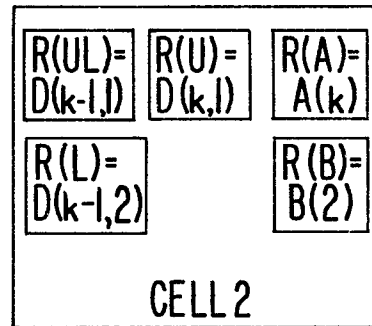 R(UL)=
D(k-1,1)
R(U)=
D(k,1)
R(A)=
A(k)
R(L)=
D(k-1,2)
R(B)=
B(2)
CELL 2